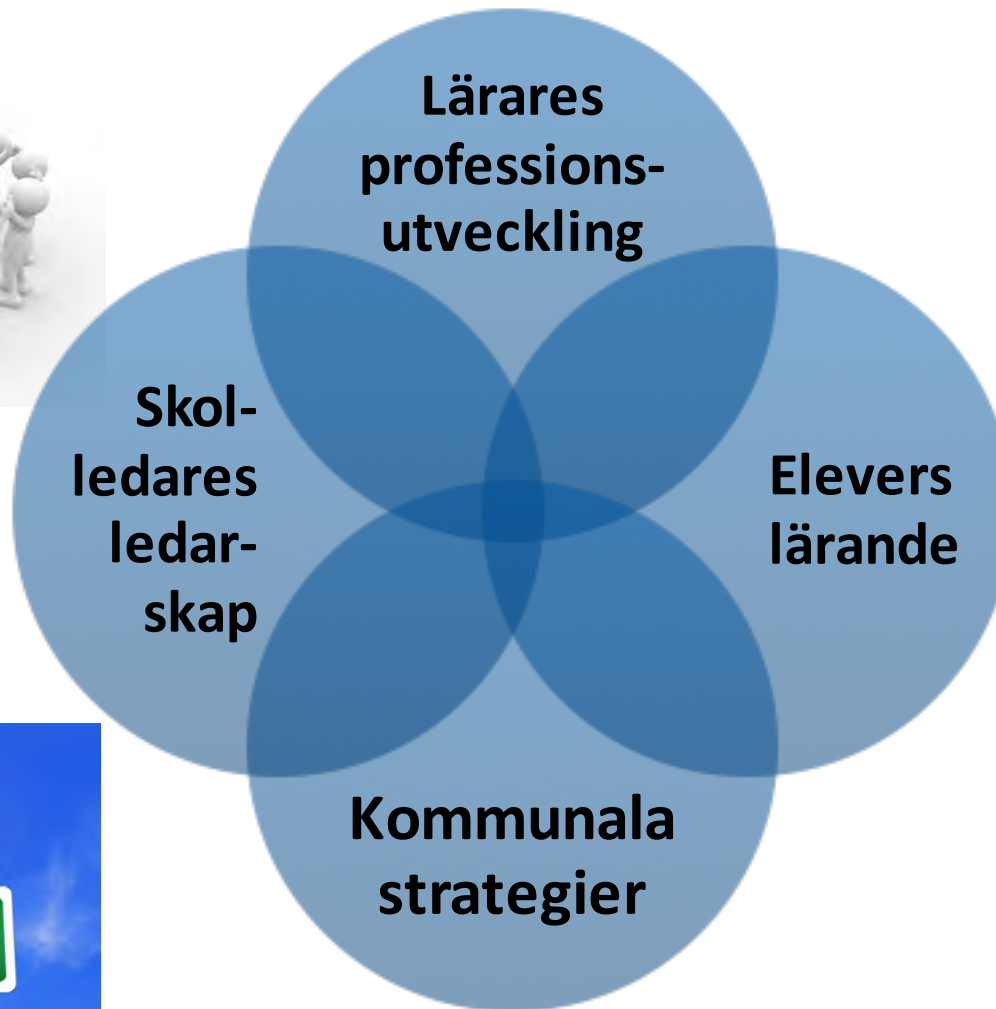 Lärares
professions-
utveckling
Skol-
ledares
ledar-
skap
Elevers
lärande
Kommunala
strategier